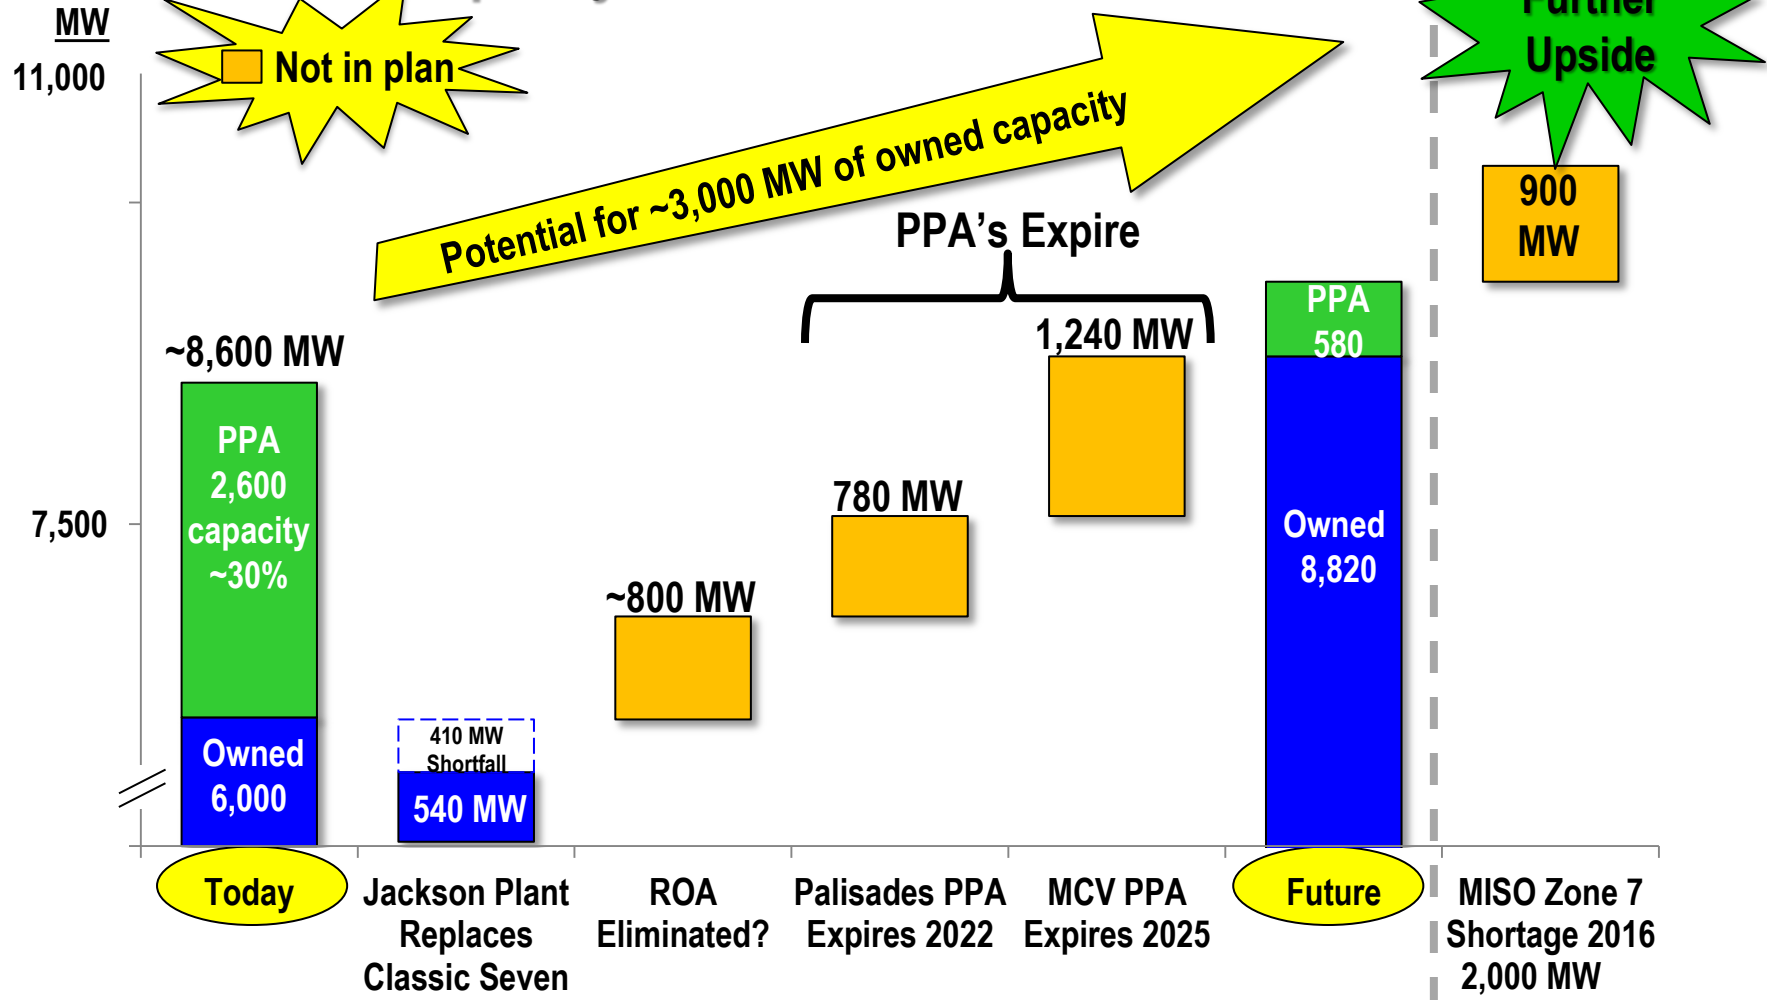 MW
11,000
7,500
Not in plan
Potential for ~3,000 MW of owned capacity
Further
Upside
PPA's Expire
~8,600 MW
PPA
2,600
capacity
~30%
Owned
6,000
410 MW
Shortfall
540 MW
~800 MW
780 MW
1,240 MW
PPA
580
Owned
8,820
900
MW
Today
Jackson Plant
Replaces
Classic Seven
ROA
Eliminated?
Palisades PPA
Expires 2022
MCV PPA
Expires 2025
Future
MISO Zone 7
Shortage 2016
2,000 MW